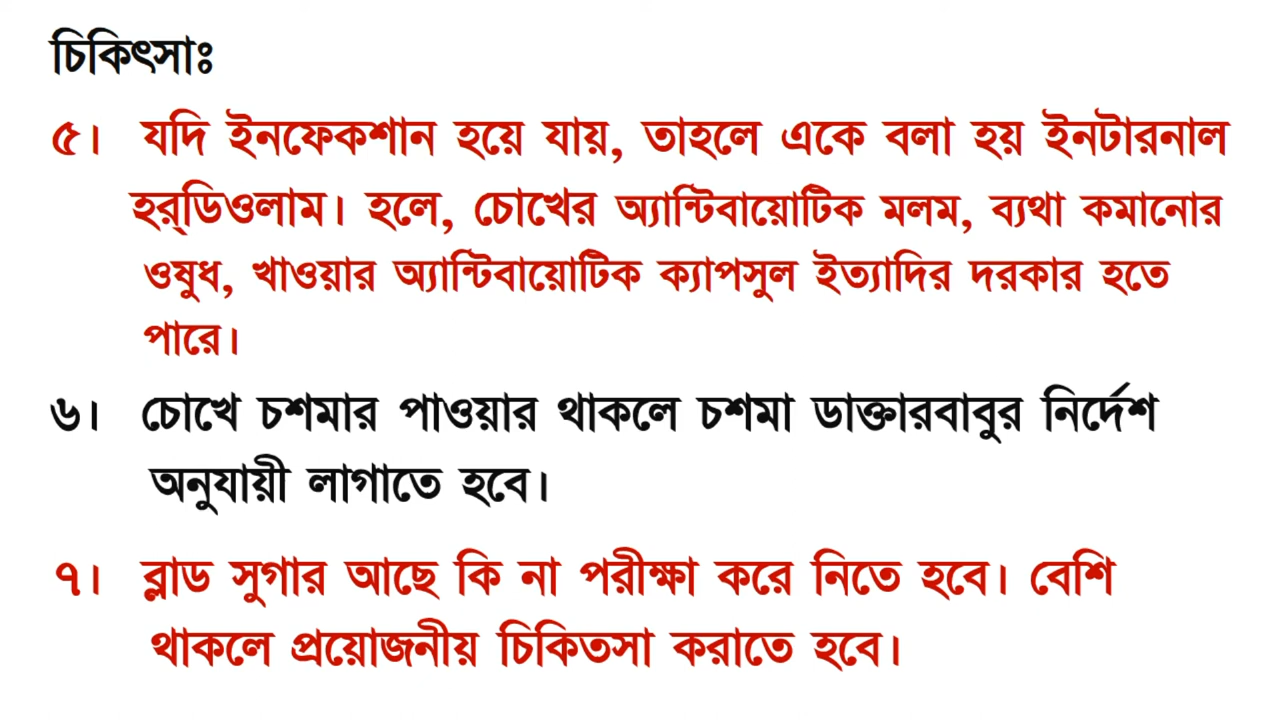 চিকিৎসাঃ
৫। যদি ইনফেকশান হয়ে যায়, তাহলে একে বলা হয় ইনটারনাল
হর্‌ডিওলাম। হলে, চোখের অ্যান্টিবায়োটিক মলম, ব্যথা কমানোর
ওষুধ, খাওয়ার অ্যান্টিবায়োটিক ক্যাপসুল ইত্যাদির দরকার হতে
পারে।
৬। চোখে চশমার পাওয়ার থাকলে চশমা ডাক্তারবাবুর নির্দেশ
অনুযায়ী লাগাতে হবে।
৭। ব্লাড সুগার আছে কি না পরীক্ষা করে নিতে হবে। বেশি
থাকলে প্রয়োজনীয় চিকিতসা করাতে হবে।